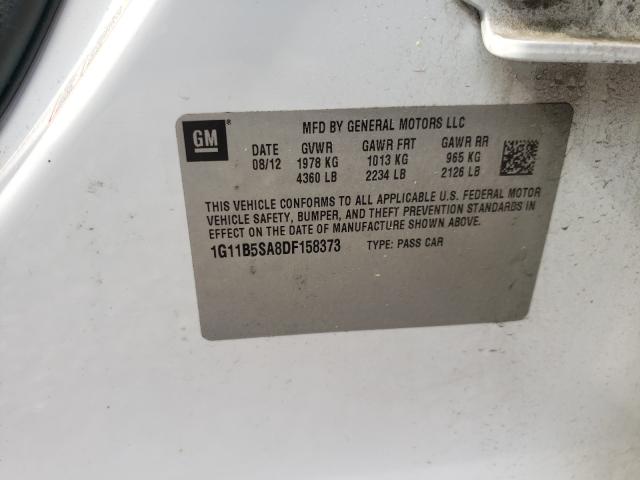 GM®
MFD BY GENERAL MOTORS LLC
DATE GVWR GAWR FRT GAWR RR
08/12 1978 KG 1013 KG 965 KG
4360 LB 2234 LB 2126 LB
THIS VEHICLE CONFORMS TO ALL APPLICABLE U.S. FEDERAL MOTOR
VEHICLE SAFETY, BUMPER, AND THEFT PREVENTION STANDARDS IN
EFFECT ON THE DATE OF MANUFACTURE SHOWN ABOVE.
1G11B5SA8DF158373 TYPE: PASS CAR